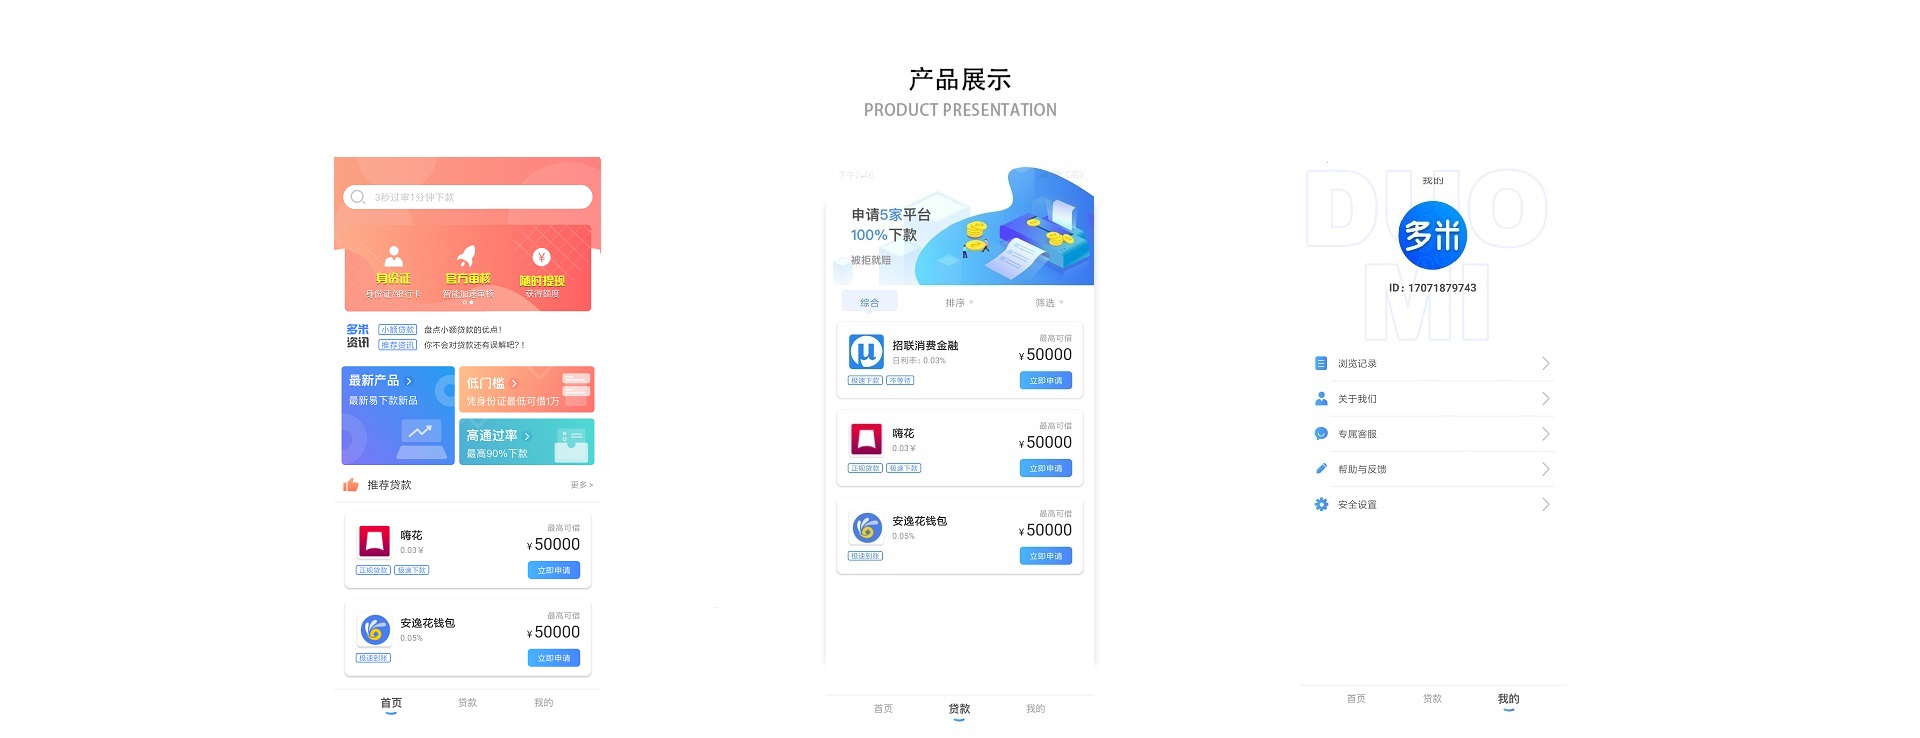 产品展示
PRODUCT PRESENTATION
3秒过审1分钟下款
身份证
官方审核
随时提现
身份证/银行卡
智能加速审核
获得额度
多米
资讯
小额贷款
盘点小额贷款的优点!
推荐资讯
你不会对贷款还有误解吧?!
最新产品
最新易下款新品
低门槛
凭身份证最低可借1万
高通过率
最高90%下款
推荐贷款
更多 >
嗨花
0.03¥
正规贷款
极速下款
最高可借
¥50000
立即申请
安逸花钱包
0.05%
极速到账
最高可借
¥50000
立即申请
首页
贷款
我的
下午2:46
申请5家平台
100%下款
被拒就赔
综合
排序
筛选
招联消费金融
日利率: 0.03%
极速下款
不等待
最高可借
¥50000
立即申请
嗨花
0.03¥
正规贷款
极速下款
最高可借
¥50000
立即申请
安逸花钱包
0.05%
极速到账
最高可借
¥50000
立即申请
首页
贷款
我的
我的
DUO
MI
多米
ID: 17071879743
浏览记录
关于我们
专属客服
帮助与反馈
安全设置
首页
贷款
我的